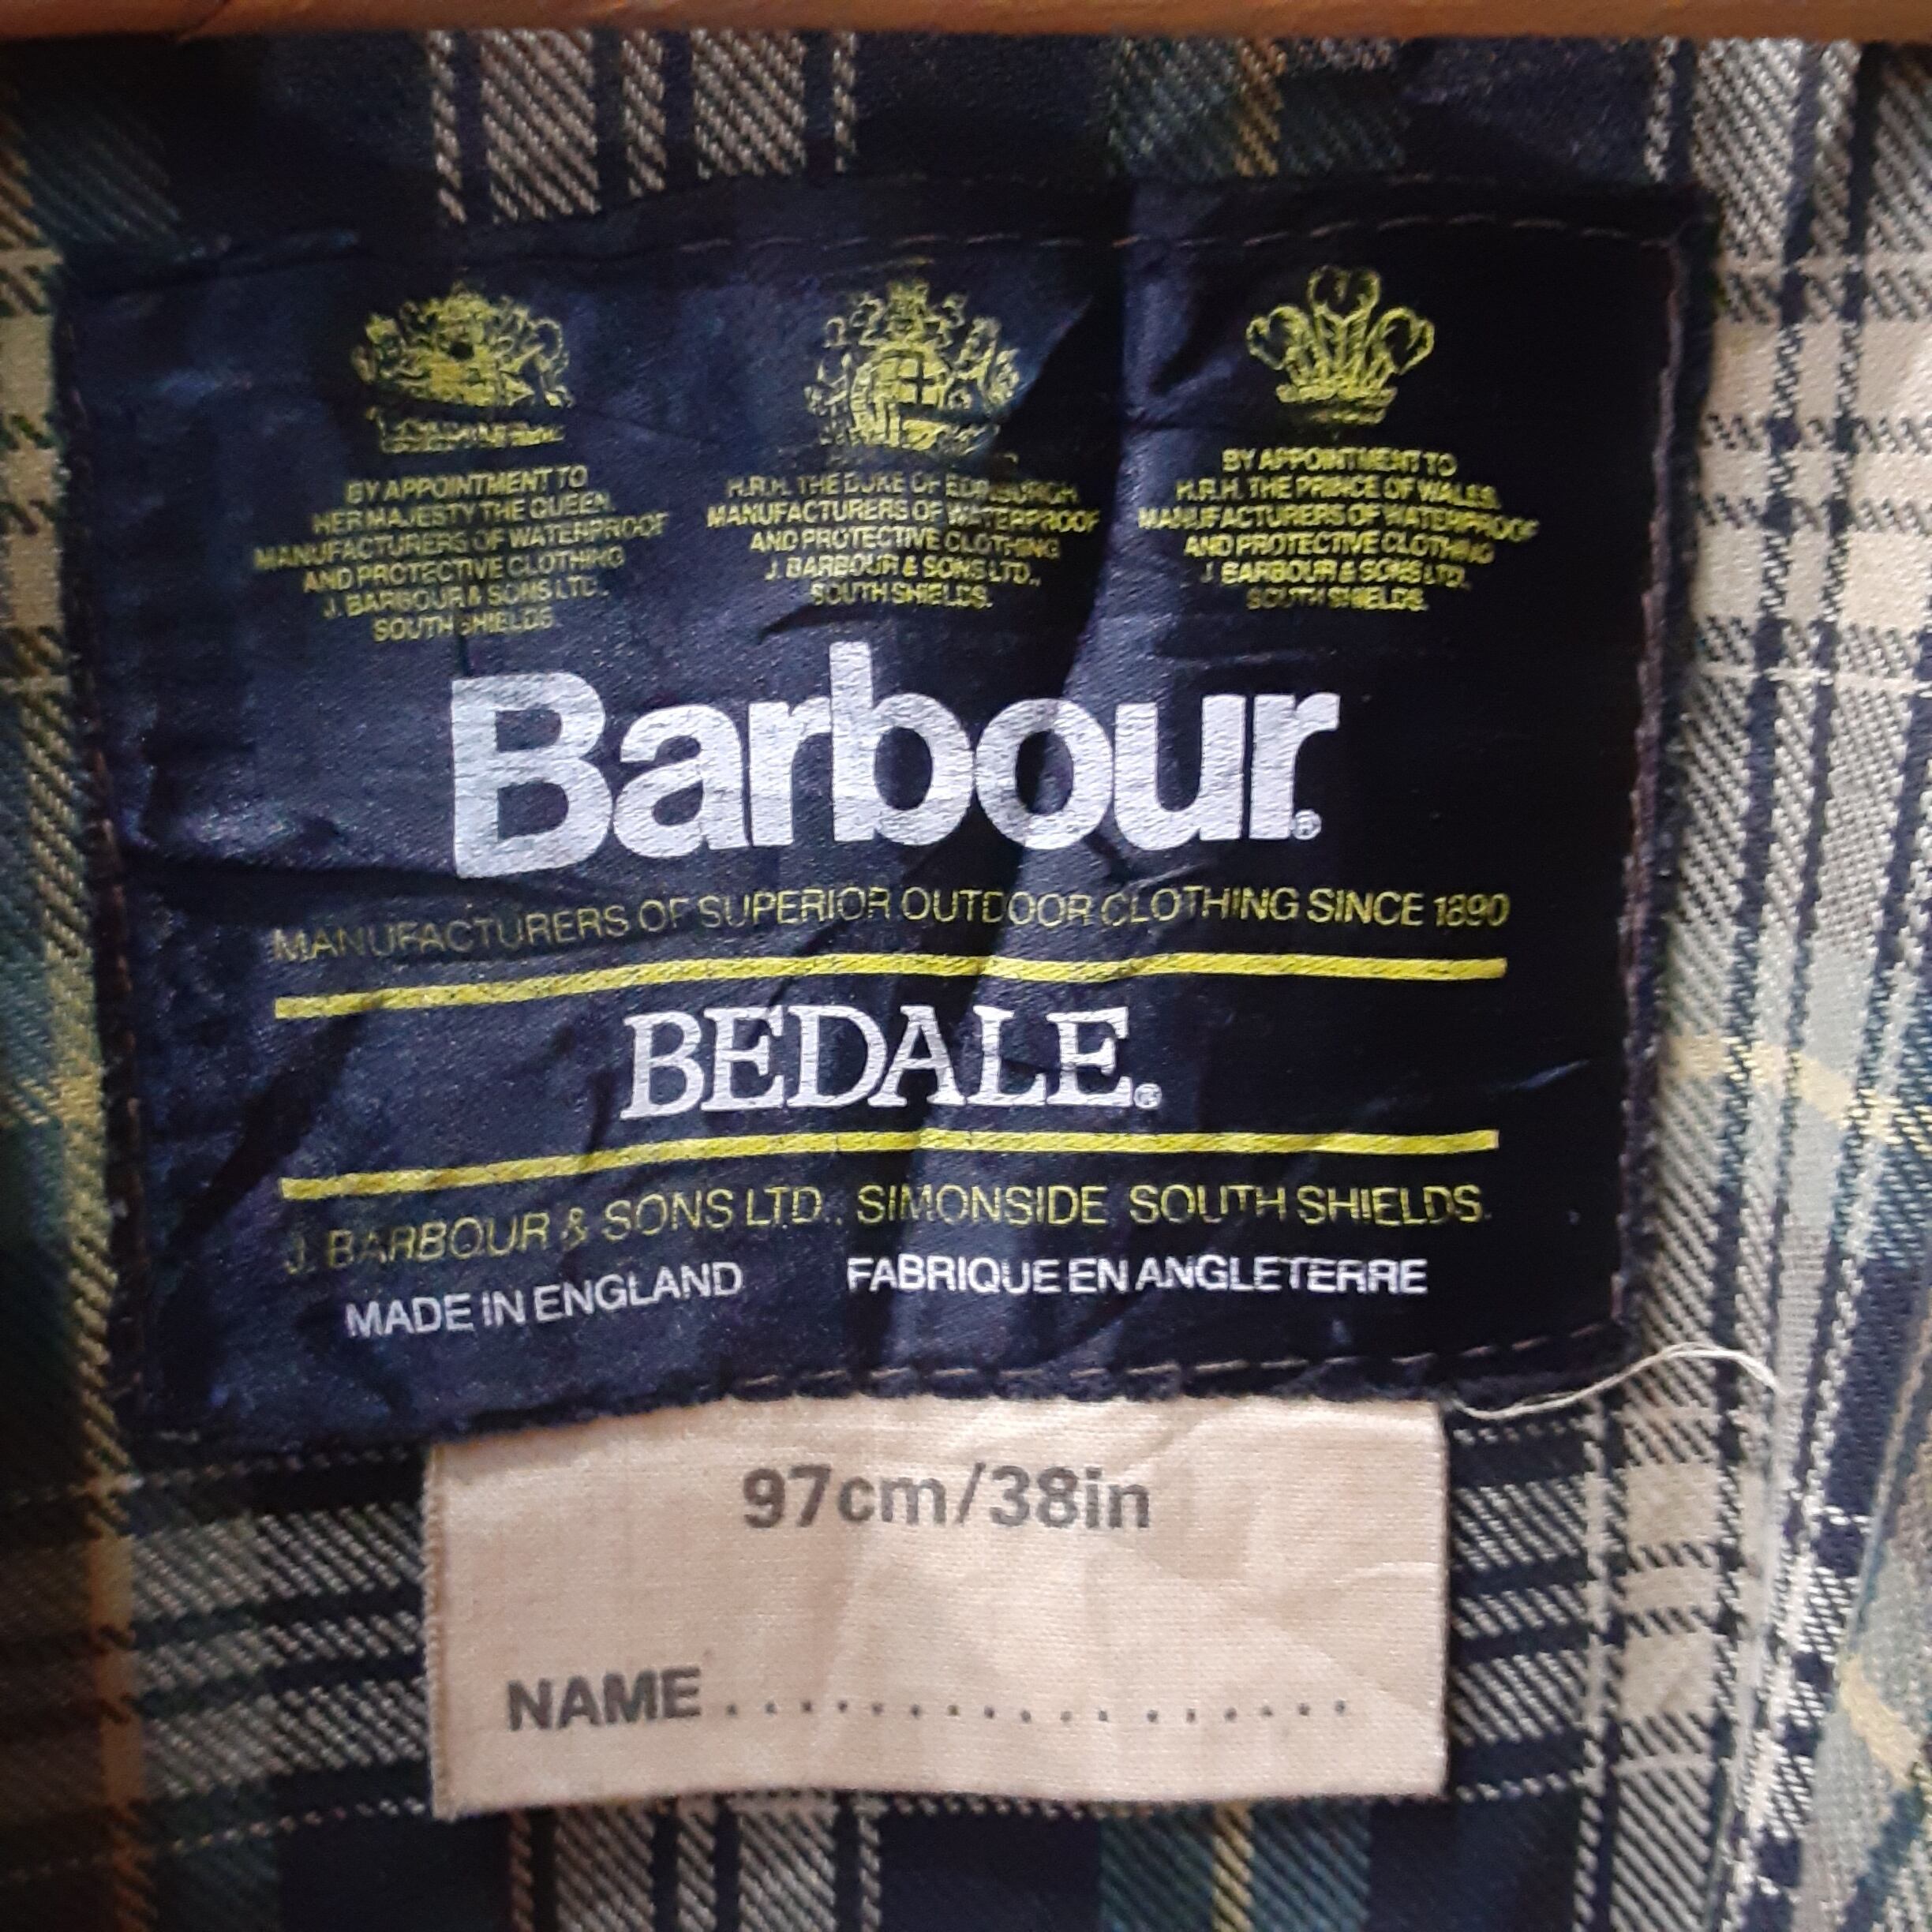 BY APPOINTMENT TO
HER MAJESTY THE QUEEN.
MANUFACTURERS OF WATERPROOF
AND PROTECTIVE CLOTHING
J. BARBOUR & SONS LTD.,
SOUTH SHIELDS.
H.R.H. THE DUKE OF EDINBURGH.
MANUFACTURERS OF WATERPROOF
AND PROTECTIVE CLOTHING
J. BARBOUR & SONS LTD.,
SOUTH SHIELDS.
BY APPOINTMENT TO
H.R.H. THE PRINCE OF WALES.
MANUFACTURERS OF WATERPROOF
AND PROTECTIVE CLOTHING
J. BARBOUR & SONS LTD.
SOUTH SHIELDS.
Barbour®
MANUFACTURERS OF SUPERIOR OUTDOOR CLOTHING SINCE 1890
BEDALE®
J. BARBOUR & SONS LTD., SIMONSIDE SOUTH SHIELDS.
MADE IN ENGLAND FABRIQUE EN ANGLETERRE
97cm/38in
NAME....................